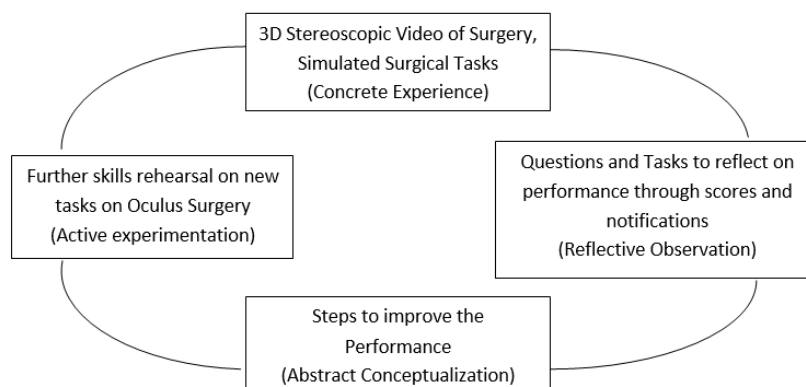 3D Stereoscopic Video of Surgery,
Simulated Surgical Tasks
(Concrete Experience)
Questions and Tasks to reflect on
performance through scores and
notifications
(Reflective Observation)
Steps to improve the
Performance
(Abstract Conceptualization)
Further skills rehearsal on new
tasks on Oculus Surgery
(Active experimentation)